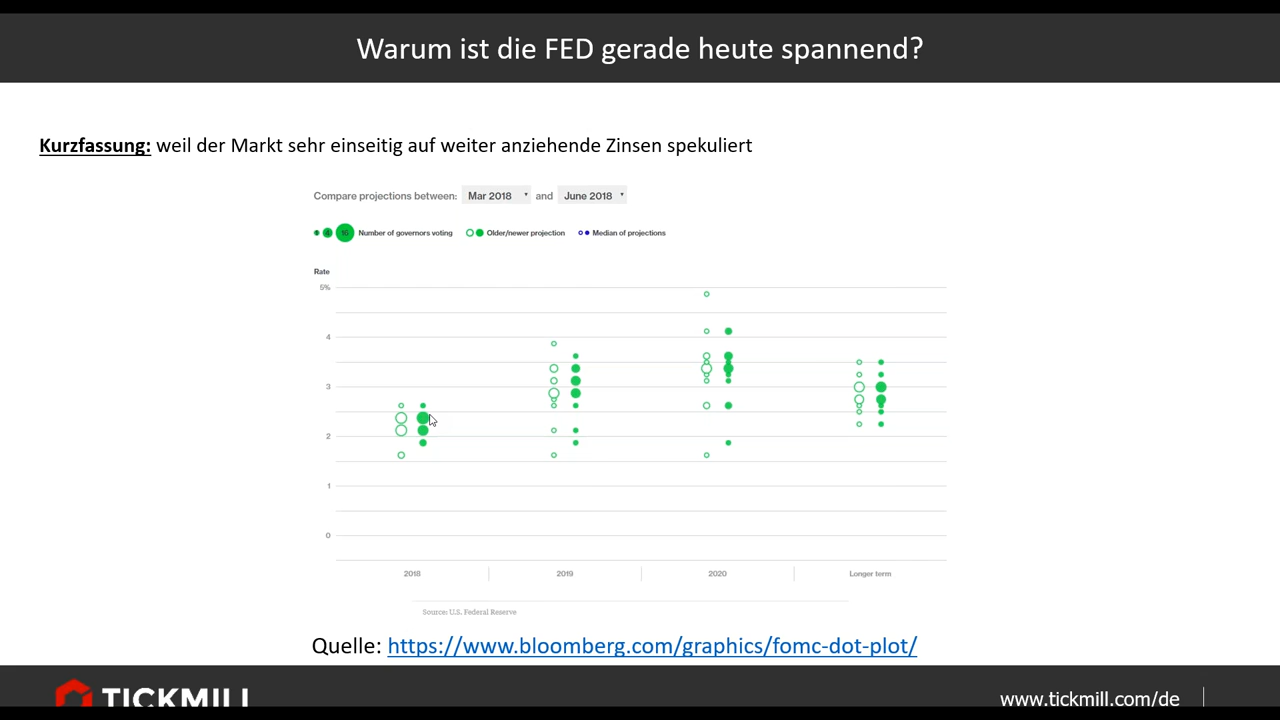 Warum ist die FED gerade heute spannend?
Kurzfassung: weil der Markt sehr einseitig auf weiter anziehende Zinsen spekuliert
Compare projections between: Mar 2018 and June 2018
1 4 16 Number of governors voting Older/newer projection Median of projections
Rate
5%
4
3
2
1
0
2018 2019 2020 Longer term
Source: U.S. Federal Reserve
Quelle: https://www.bloomberg.com/graphics/fomc-dot-plot/
TICKMILL www.tickmill.com/de